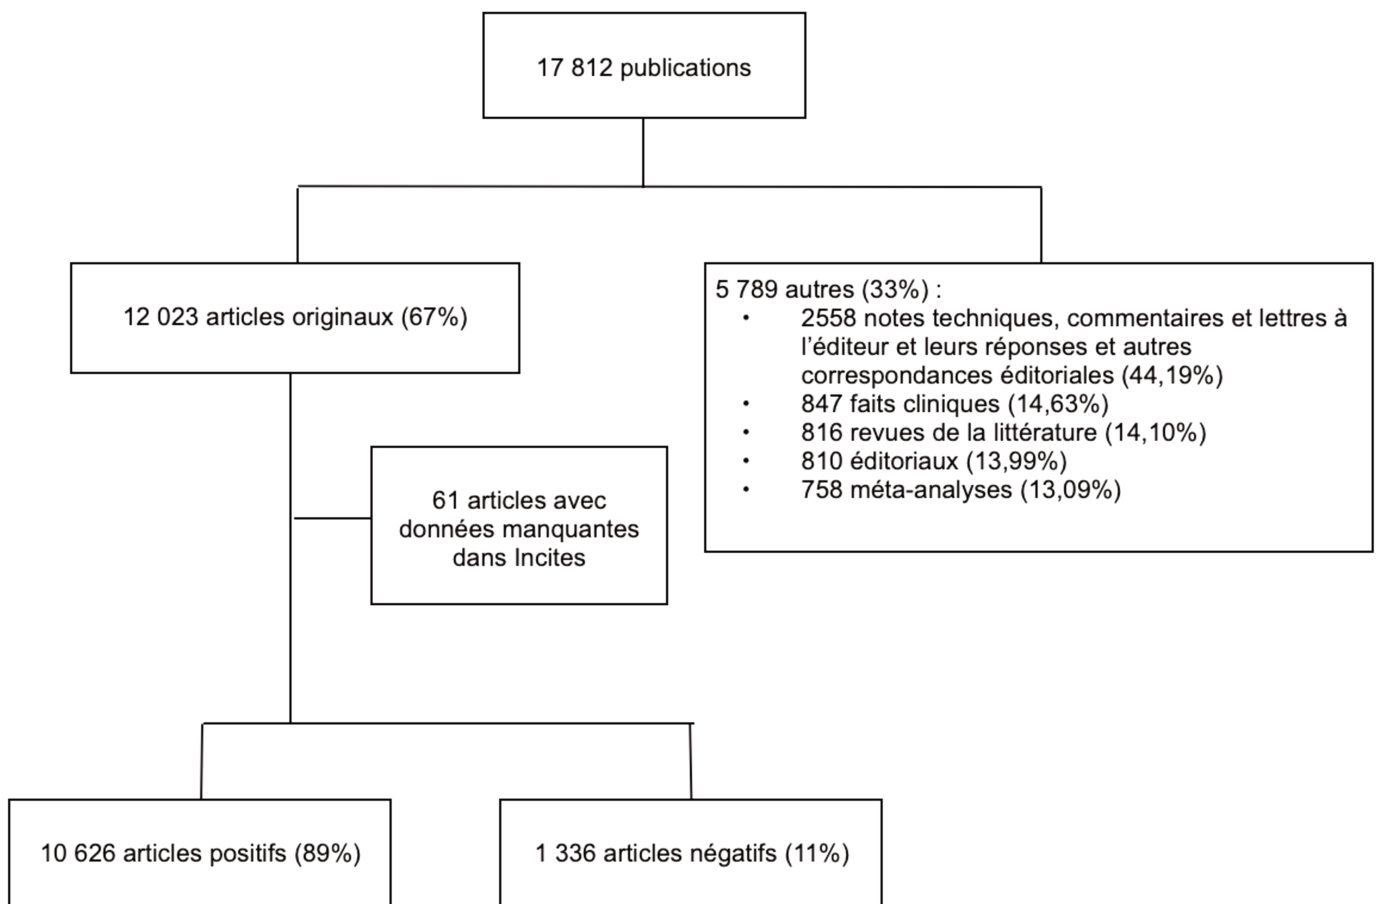 17 812 publications
12 023 articles originaux (67%)
5 789 autres (33%) :
• 2558 notes techniques, commentaires et lettres à
l'éditeur et leurs réponses et autres
correspondances éditoriales (44,19%)
• 847 faits cliniques (14,63%)
• 816 revues de la littérature (14,10%)
• 810 éditoriaux (13,99%)
• 758 méta-analyses (13,09%)
61 articles avec
données manquantes
dans Incites
10 626 articles positifs (89%)
1 336 articles négatifs (11%)